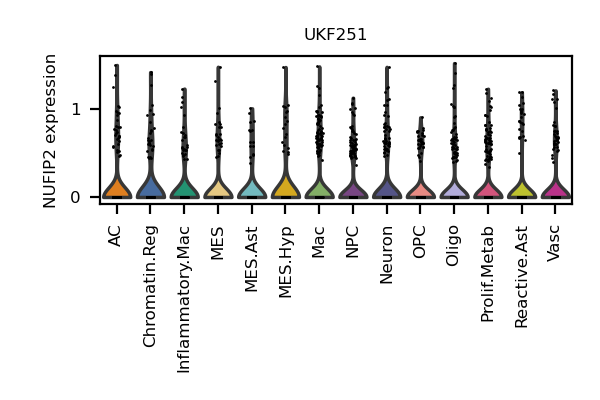 UKF251
NUFIP2 expression
1
0
AC
Chromatin.Reg
Inflammatory.Mac
MES
MES.Ast
MES.Hyp
Mac
NPC
Neuron
OPC
Oligo
Prolif.Metab
Reactive.Ast
Vasc